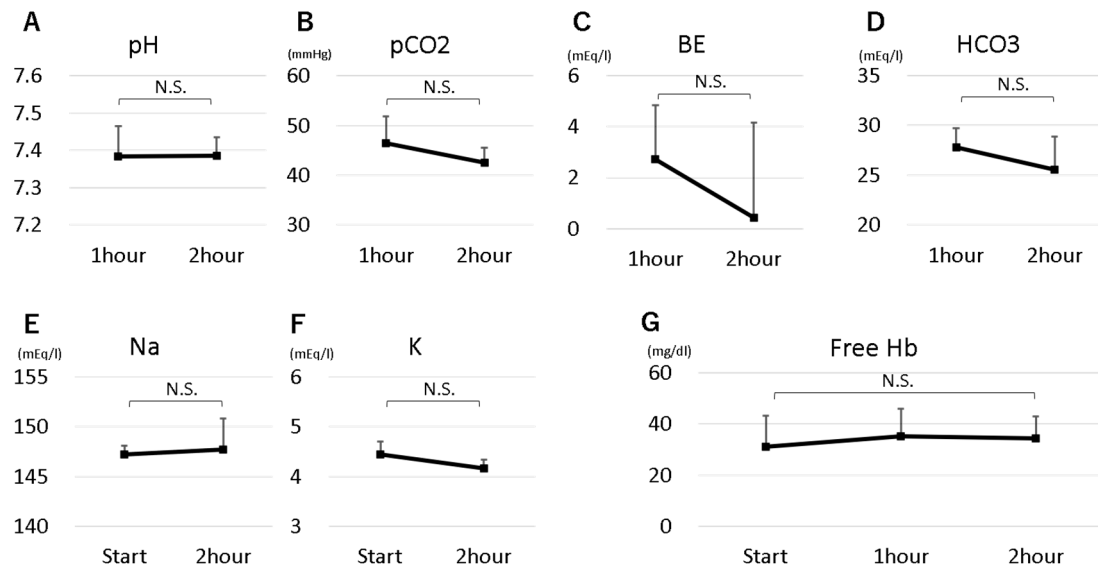 A
pH
7.6
7.5
7.4
7.3
7.2
N.S.
1hour 2hour
B
(mmHg)
pCO2
60
50
40
30
N.S.
1hour 2hour
C
(mEq/l)
BE
6
4
2
0
N.S.
1hour 2hour
D
(mEq/l)
HCO3
35
30
25
20
N.S.
1hour 2hour
E
(mEq/l)
Na
155
150
145
140
N.S.
Start 2hour
F
(mEq/l)
K
6
5
4
3
N.S.
Start 2hour
G
(mg/dl)
Free Hb
60
40
20
0
N.S.
Start 1hour 2hour